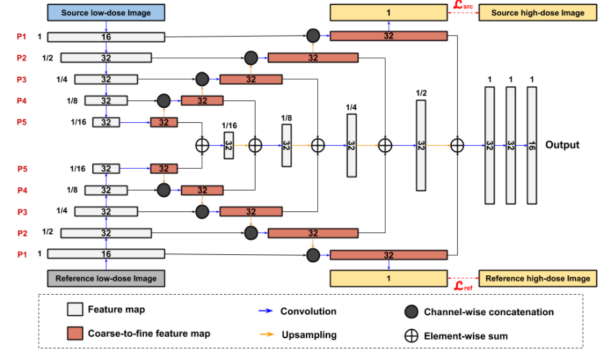 Source low-dose Image
1
ℒsrc
Source high-dose Image
P1 1 16 32
P2 1/2 32 32
P3 1/4 32 32
P4 1/8 32 32
P5 1/16 32 32
1/16 32
1/8 32
1/4 32
1/2 32
1 32
1 32
1 16
Output
P5 1/16 32 32
P4 1/8 32 32
P3 1/4 32 32
P2 1/2 32 32
P1 1 16 32
Reference low-dose Image
1
ℒref
Reference high-dose Image
Feature map
Convolution
Channel-wise concatenation
Coarse-to-fine feature map
Upsampling
Element-wise sum